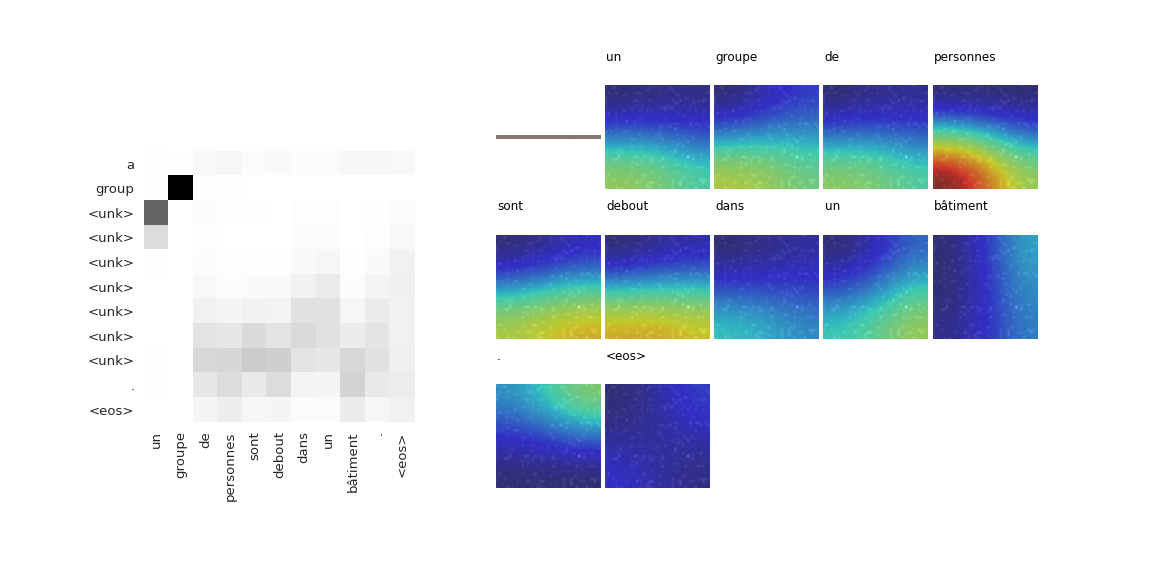 un groupe de personnes
a
group
<unk>
<unk>
<unk>
<unk>
<unk>
<unk>
<unk>
.
<eos>
un groupe de personnes sont debout dans un bâtiment . <eos>
sont debout dans un bâtiment
. <eos>